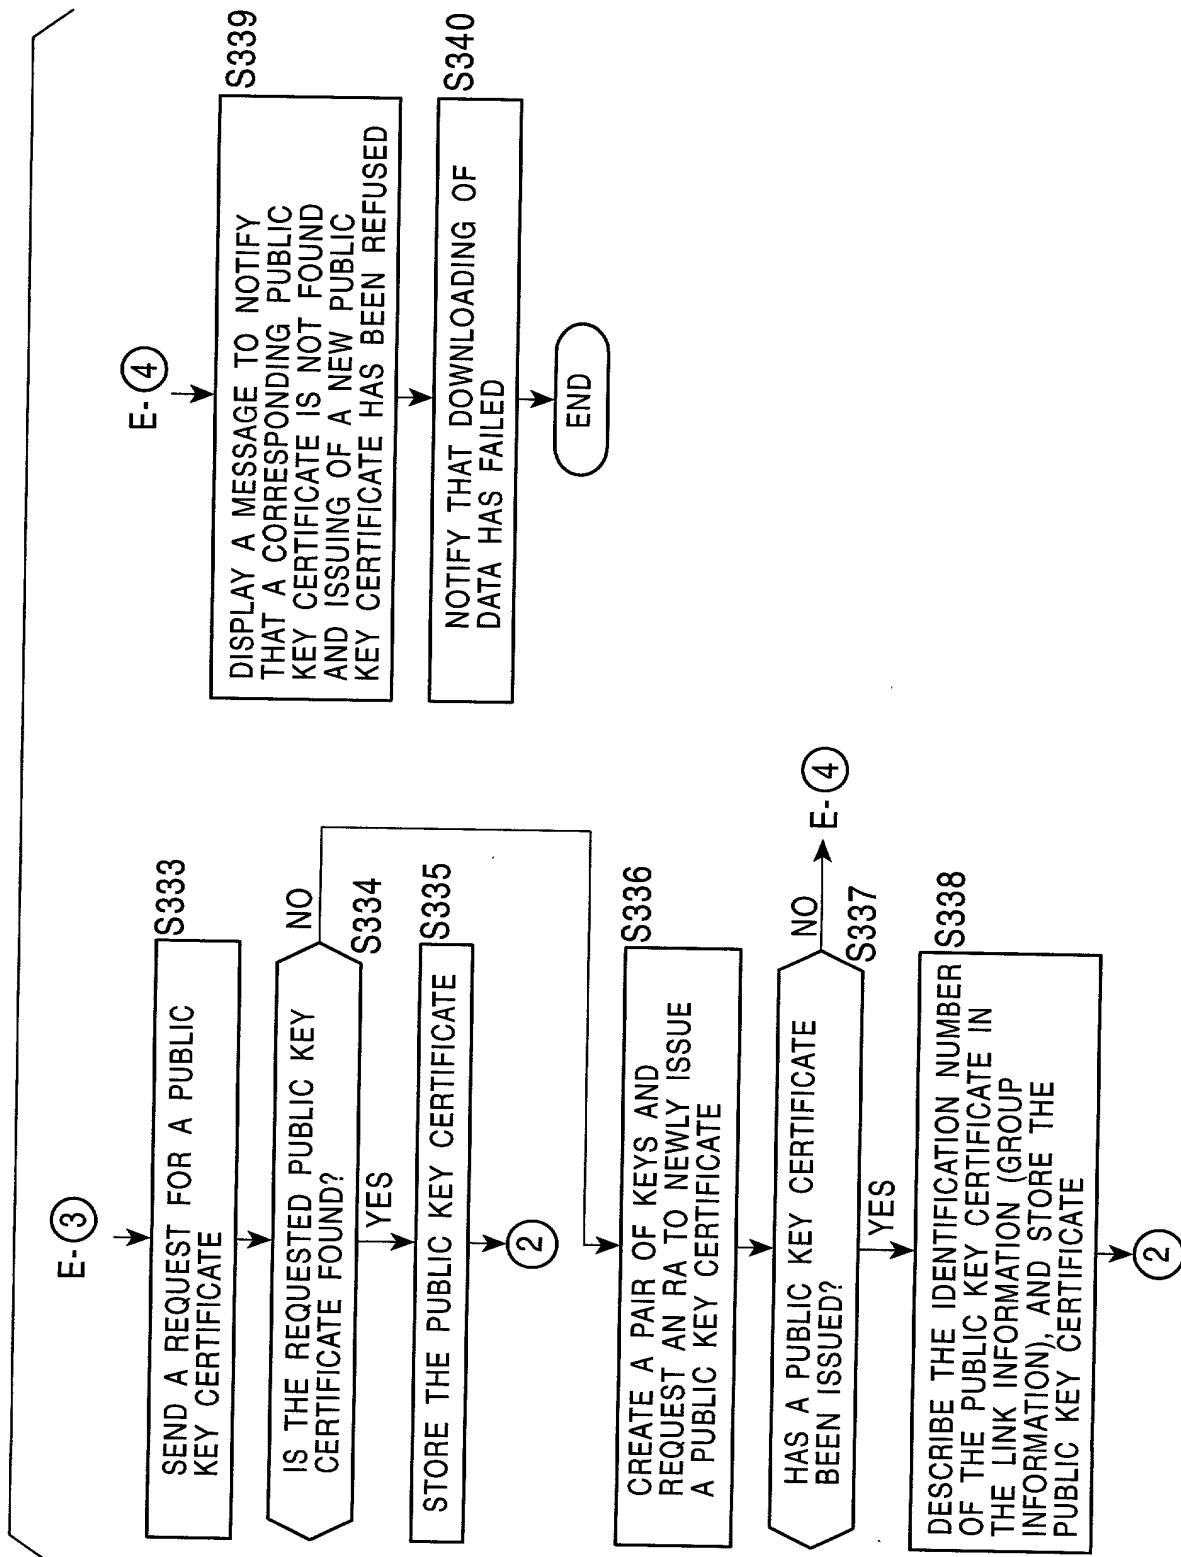 E-③
SEND A REQUEST FOR A PUBLIC
KEY CERTIFICATE
S333
IS THE REQUESTED PUBLIC KEY
CERTIFICATE FOUND?
S334
NO
YES
STORE THE PUBLIC KEY CERTIFICATE
S335
②
CREATE A PAIR OF KEYS AND
REQUEST AN RA TO NEWLY ISSUE
A PUBLIC KEY CERTIFICATE
S336
HAS A PUBLIC KEY CERTIFICATE
BEEN ISSUED?
S337
NO
E-④
YES
DESCRIBE THE IDENTIFICATION NUMBER
OF THE PUBLIC KEY CERTIFICATE IN
THE LINK INFORMATION (GROUP
INFORMATION), AND STORE THE
PUBLIC KEY CERTIFICATE
S338
②
E-④
DISPLAY A MESSAGE TO NOTIFY
THAT A CORRESPONDING PUBLIC
KEY CERTIFICATE IS NOT FOUND
AND ISSUING OF A NEW PUBLIC
KEY CERTIFICATE HAS BEEN REFUSED
S339
NOTIFY THAT DOWNLOADING OF
DATA HAS FAILED
S340
END